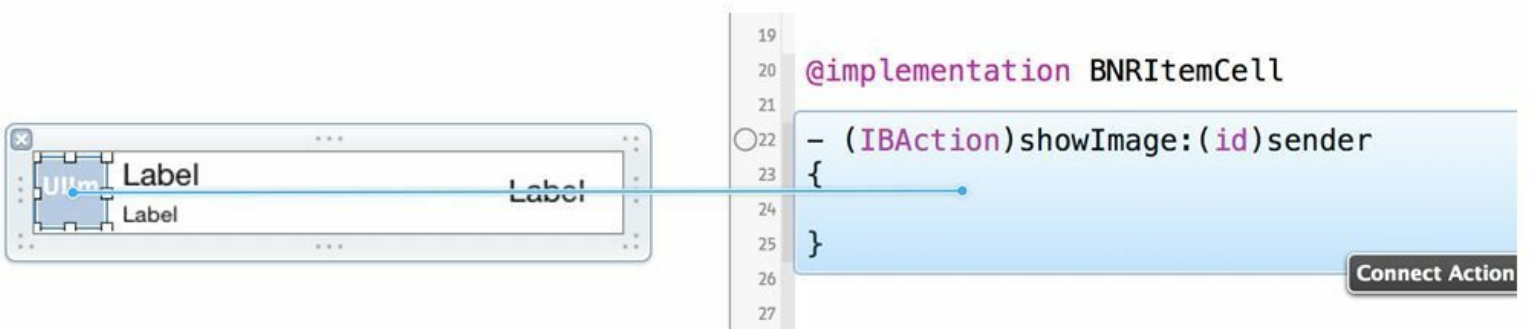 UIIm
Label
Label
Label
19
20 @implementation BNRItemCell
21
22 - (IBAction)showImage:(id)sender
23 {
24
25 }
26
27
Connect Action